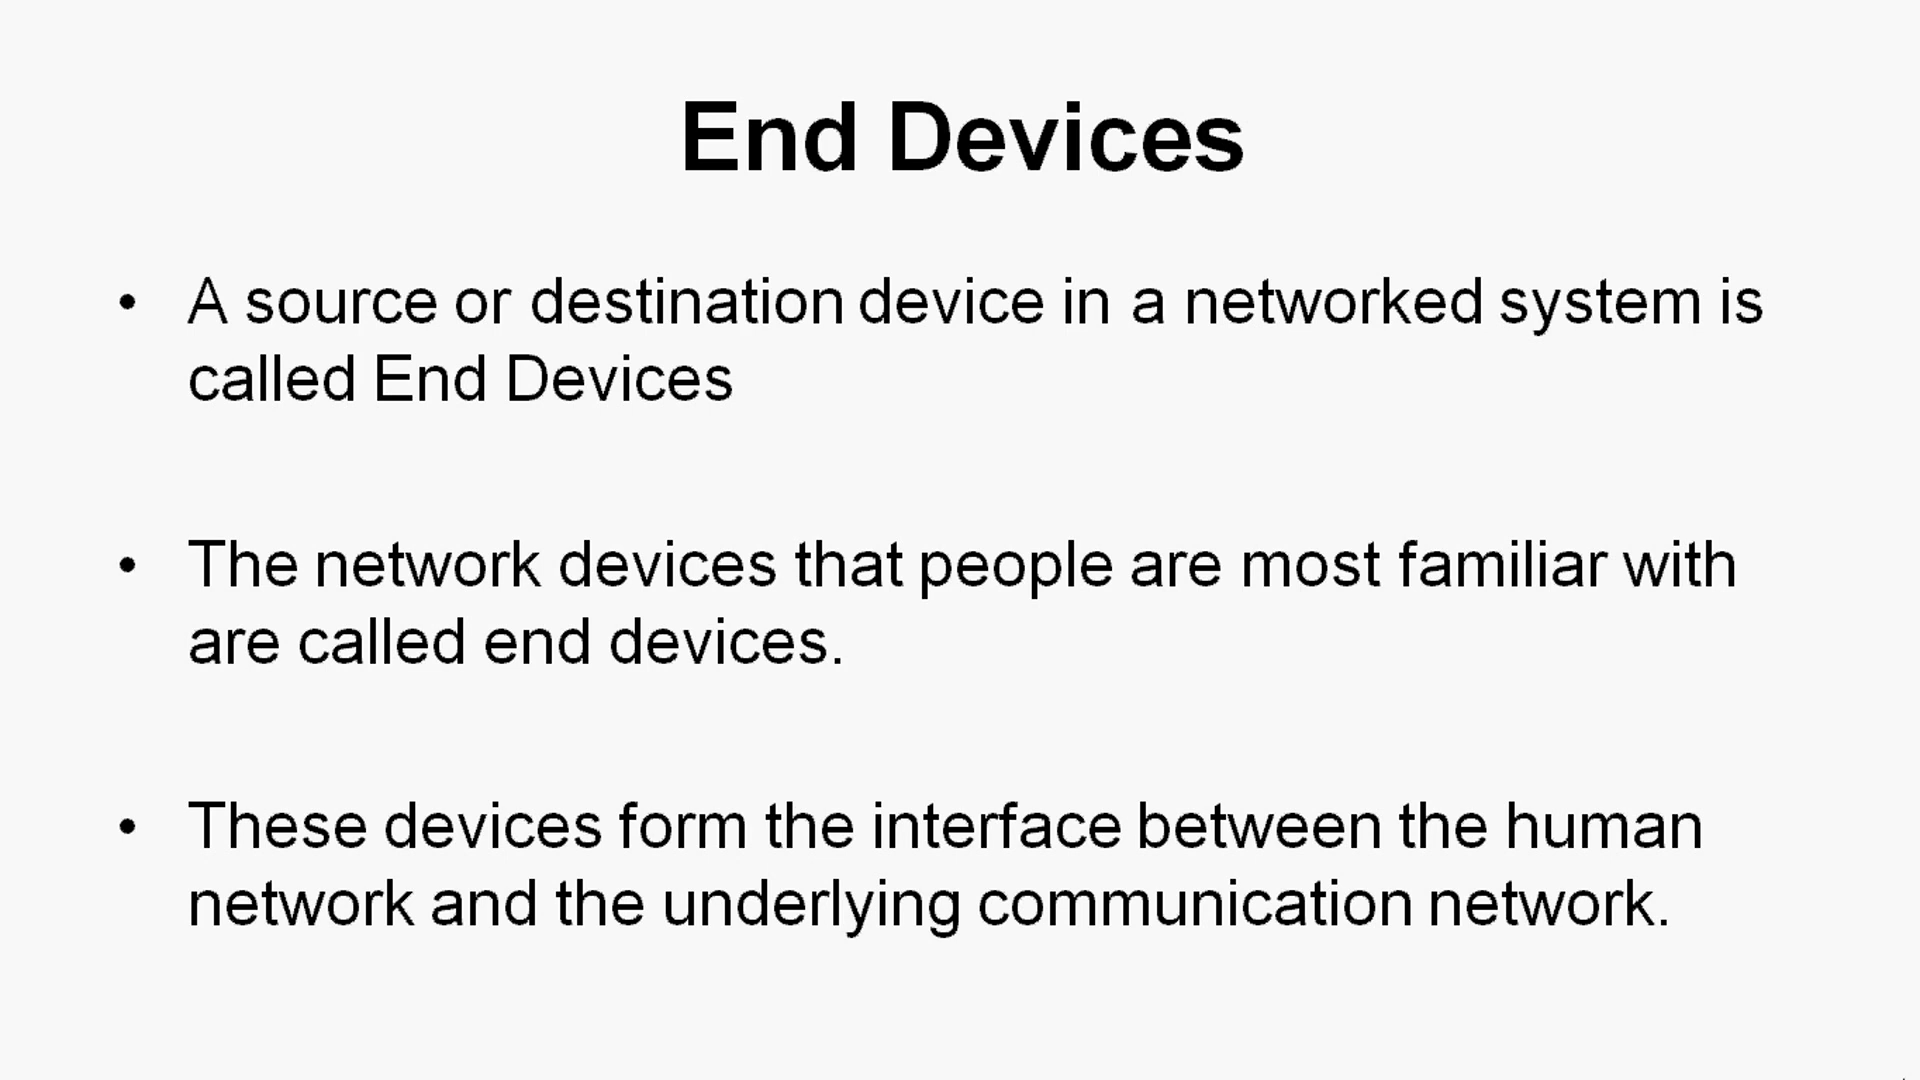 End Devices
• A source or destination device in a networked system is
called End Devices
• The network devices that people are most familiar with
are called end devices.
• These devices form the interface between the human
network and the underlying communication network.